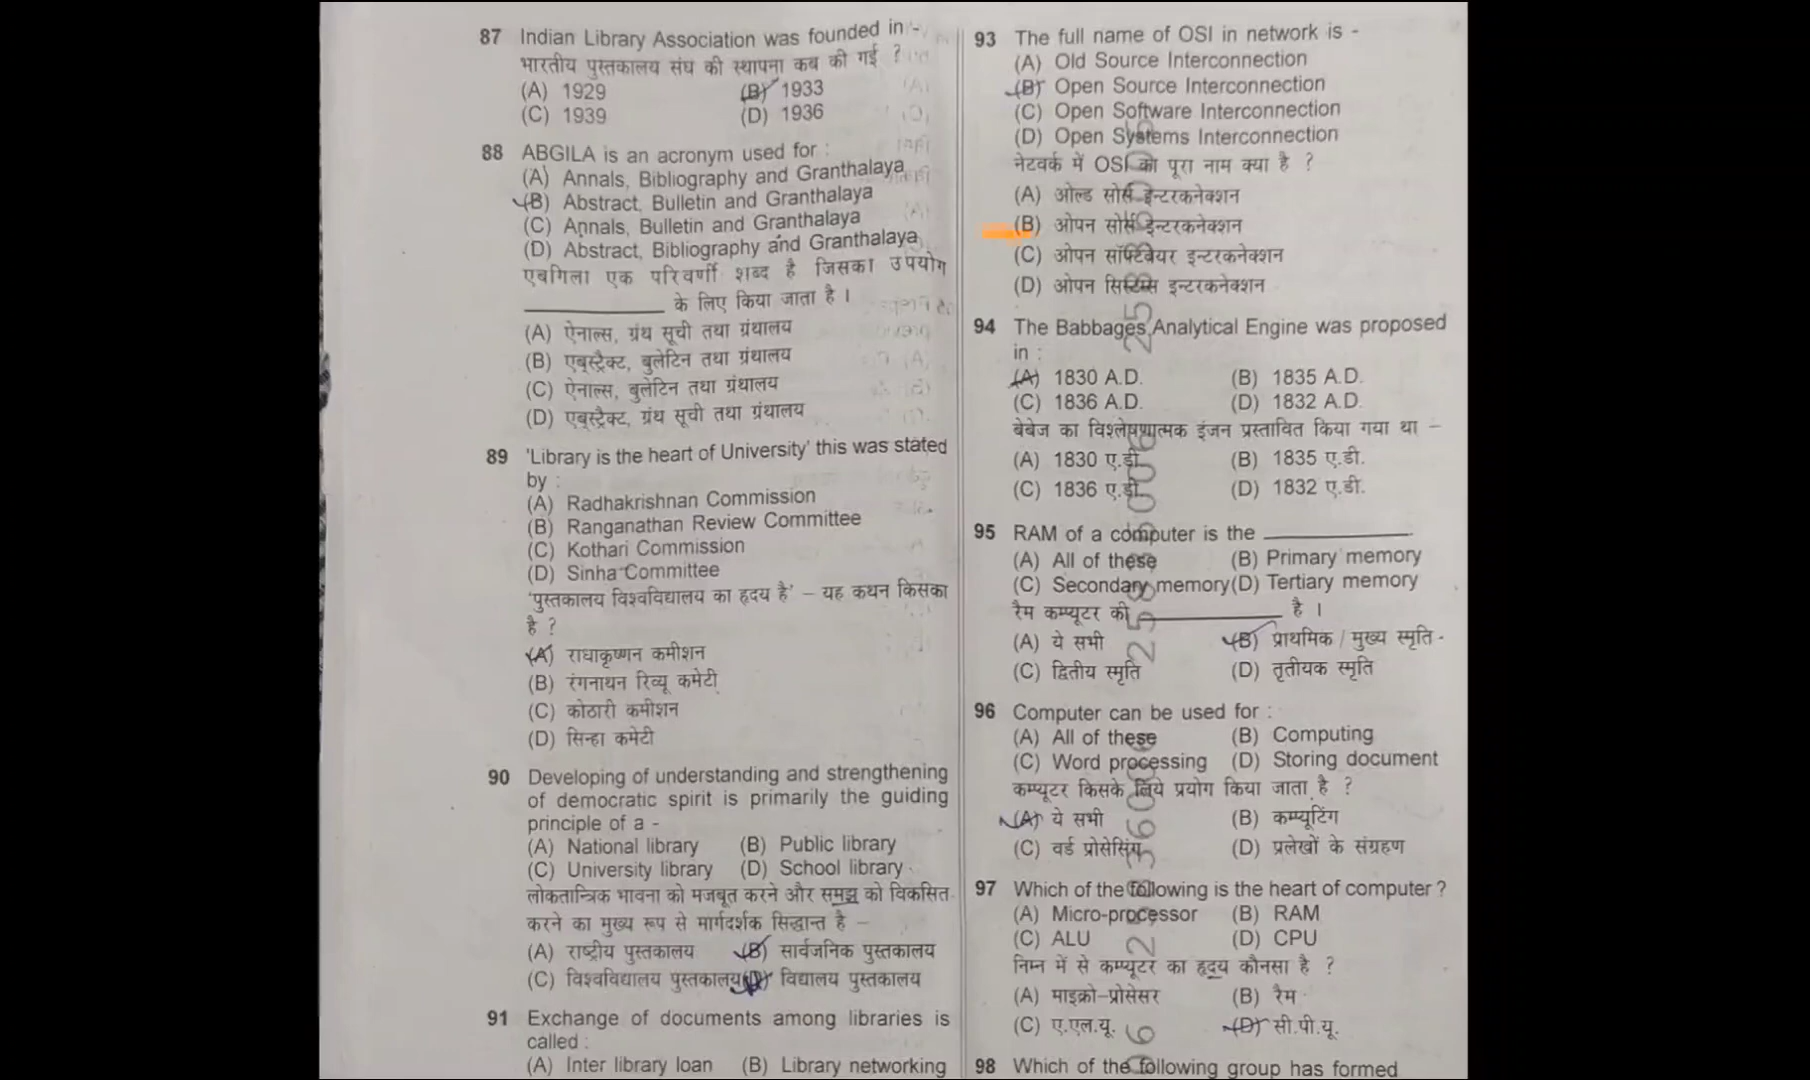 87 Indian Library Association was founded in -
भारतीय पुस्तकालय संघ की स्थापना कब की गई ?
(A) 1929 (B) 1933
(C) 1939 (D) 1936
88 ABGILA is an acronym used for :
(A) Annals, Bibliography and Granthalaya
(B) Abstract, Bulletin and Granthalaya
(C) Annals, Bulletin and Granthalaya
(D) Abstract, Bibliography and Granthalaya
एबगिला एक परिवर्णी शब्द है जिसका उपयोग
____________ के लिए किया जाता है ।
(A) ऐनाल्स, ग्रंथ सूची तथा ग्रंथालय
(B) एब्स्ट्रैक्ट, बुलेटिन तथा ग्रंथालय
(C) ऐनाल्स, बुलेटिन तथा ग्रंथालय
(D) एब्स्ट्रैक्ट, ग्रंथ सूची तथा ग्रंथालय
89 'Library is the heart of University' this was stated
by :
(A) Radhakrishnan Commission
(B) Ranganathan Review Committee
(C) Kothari Commission
(D) Sinha Committee
'पुस्तकालय विश्वविद्यालय का हृदय है' – यह कथन किसका
है ?
(A) राधाकृष्णन कमीशन
(B) रंगनाथन रिव्यू कमेटी
(C) कोठारी कमीशन
(D) सिन्हा कमेटी
90 Developing of understanding and strengthening
of democratic spirit is primarily the guiding
principle of a -
(A) National library (B) Public library
(C) University library (D) School library
लोकतान्त्रिक भावना को मजबूत करने और समझ को विकसित
करने का मुख्य रूप से मार्गदर्शक सिद्धान्त है –
(A) राष्ट्रीय पुस्तकालय (B) सार्वजनिक पुस्तकालय
(C) विश्वविद्यालय पुस्तकालय (D) विद्यालय पुस्तकालय
91 Exchange of documents among libraries is
called :
(A) Inter library loan (B) Library networking
93 The full name of OSI in network is -
(A) Old Source Interconnection
(B) Open Source Interconnection
(C) Open Software Interconnection
(D) Open Systems Interconnection
नेटवर्क में OSI का पूरा नाम क्या है ?
(A) ओल्ड सोर्स इन्टरकनेक्शन
(B) ओपन सोर्स इन्टरकनेक्शन
(C) ओपन सॉफ्टवेयर इन्टरकनेक्शन
(D) ओपन सिस्टम्स इन्टरकनेक्शन
94 The Babbages Analytical Engine was proposed
in :
(A) 1830 A.D. (B) 1835 A.D.
(C) 1836 A.D. (D) 1832 A.D.
बेबेज का विश्लेषणात्मक इंजन प्रस्तावित किया गया था –
(A) 1830 ए.डी. (B) 1835 ए.डी.
(C) 1836 ए.डी. (D) 1832 ए.डी.
95 RAM of a computer is the ____________
(A) All of these (B) Primary memory
(C) Secondary memory (D) Tertiary memory
रैम कम्प्यूटर की ____________ है ।
(A) ये सभी (B) प्राथमिक / मुख्य स्मृति
(C) द्वितीय स्मृति (D) तृतीयक स्मृति
96 Computer can be used for :
(A) All of these (B) Computing
(C) Word processing (D) Storing document
कम्प्यूटर किसके लिये प्रयोग किया जाता है ?
(A) ये सभी (B) कम्प्यूटिंग
(C) वर्ड प्रोसेसिंग (D) प्रलेखों के संग्रहण
97 Which of the following is the heart of computer ?
(A) Micro-processor (B) RAM
(C) ALU (D) CPU
निम्न में से कम्प्यूटर का हृदय कौनसा है ?
(A) माइक्रो-प्रोसेसर (B) रैम
(C) ए.एल.यू. (D) सी.पी.यू.
98 Which of the following group has formed